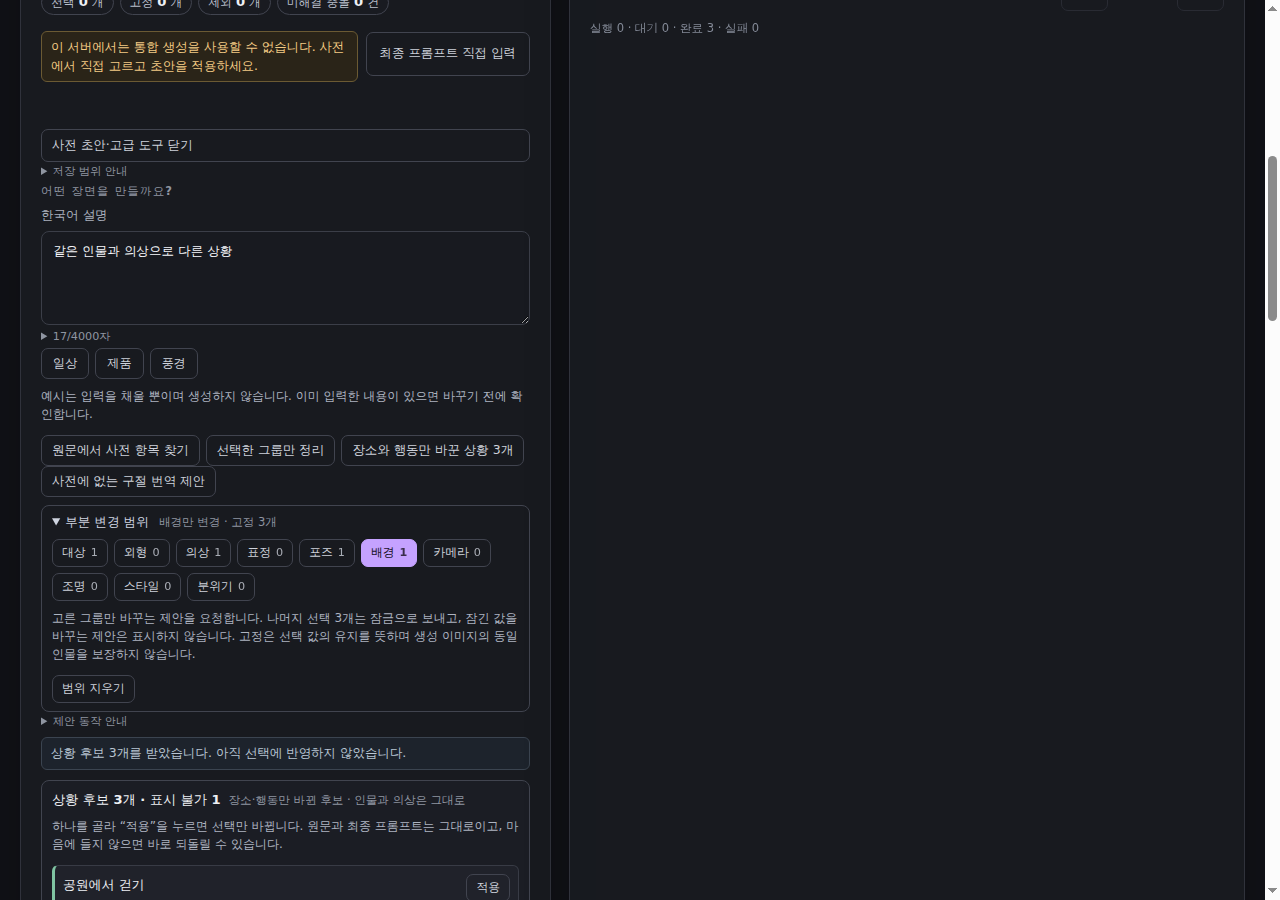 선택 0 개 고정 0 개 제외 0 개 미해결 충돌 0 건
이 서버에서는 통합 생성을 사용할 수 없습니다. 사전
에서 직접 고르고 초안을 적용하세요.
최종 프롬프트 직접 입력
사전 초안·고급 도구 닫기
▶ 저장 범위 안내
어떤 장면을 만들까요?
한국어 설명
같은 인물과 의상으로 다른 상황
▶ 17/4000자
일상 제품 풍경
예시는 입력을 채울 뿐이며 생성하지 않습니다. 이미 입력한 내용이 있으면 바꾸기 전에 확
인합니다.
원문에서 사전 항목 찾기 선택한 그룹만 정리 장소와 행동만 바꾼 상황 3개
사전에 없는 구절 번역 제안
▼ 부분 변경 범위 배경만 변경 · 고정 3개
대상 1 외형 0 의상 1 표정 0 포즈 1 배경 1 카메라 0
조명 0 스타일 0 분위기 0
고른 그룹만 바꾸는 제안을 요청합니다. 나머지 선택 3개는 잠금으로 보내고, 잠긴 값을
바꾸는 제안은 표시하지 않습니다. 고정은 선택 값의 유지를 뜻하며 생성 이미지의 동일
인물을 보장하지 않습니다.
범위 지우기
▶ 제안 동작 안내
상황 후보 3개를 받았습니다. 아직 선택에 반영하지 않았습니다.
상황 후보 3개 · 표시 불가 1 장소·행동만 바뀐 후보 · 인물과 의상은 그대로
하나를 골라 “적용”을 누르면 선택만 바뀝니다. 원문과 최종 프롬프트는 그대로이고, 마
음에 들지 않으면 바로 되돌릴 수 있습니다.
공원에서 걷기 적용
실행 0 · 대기 0 · 완료 3 · 실패 0